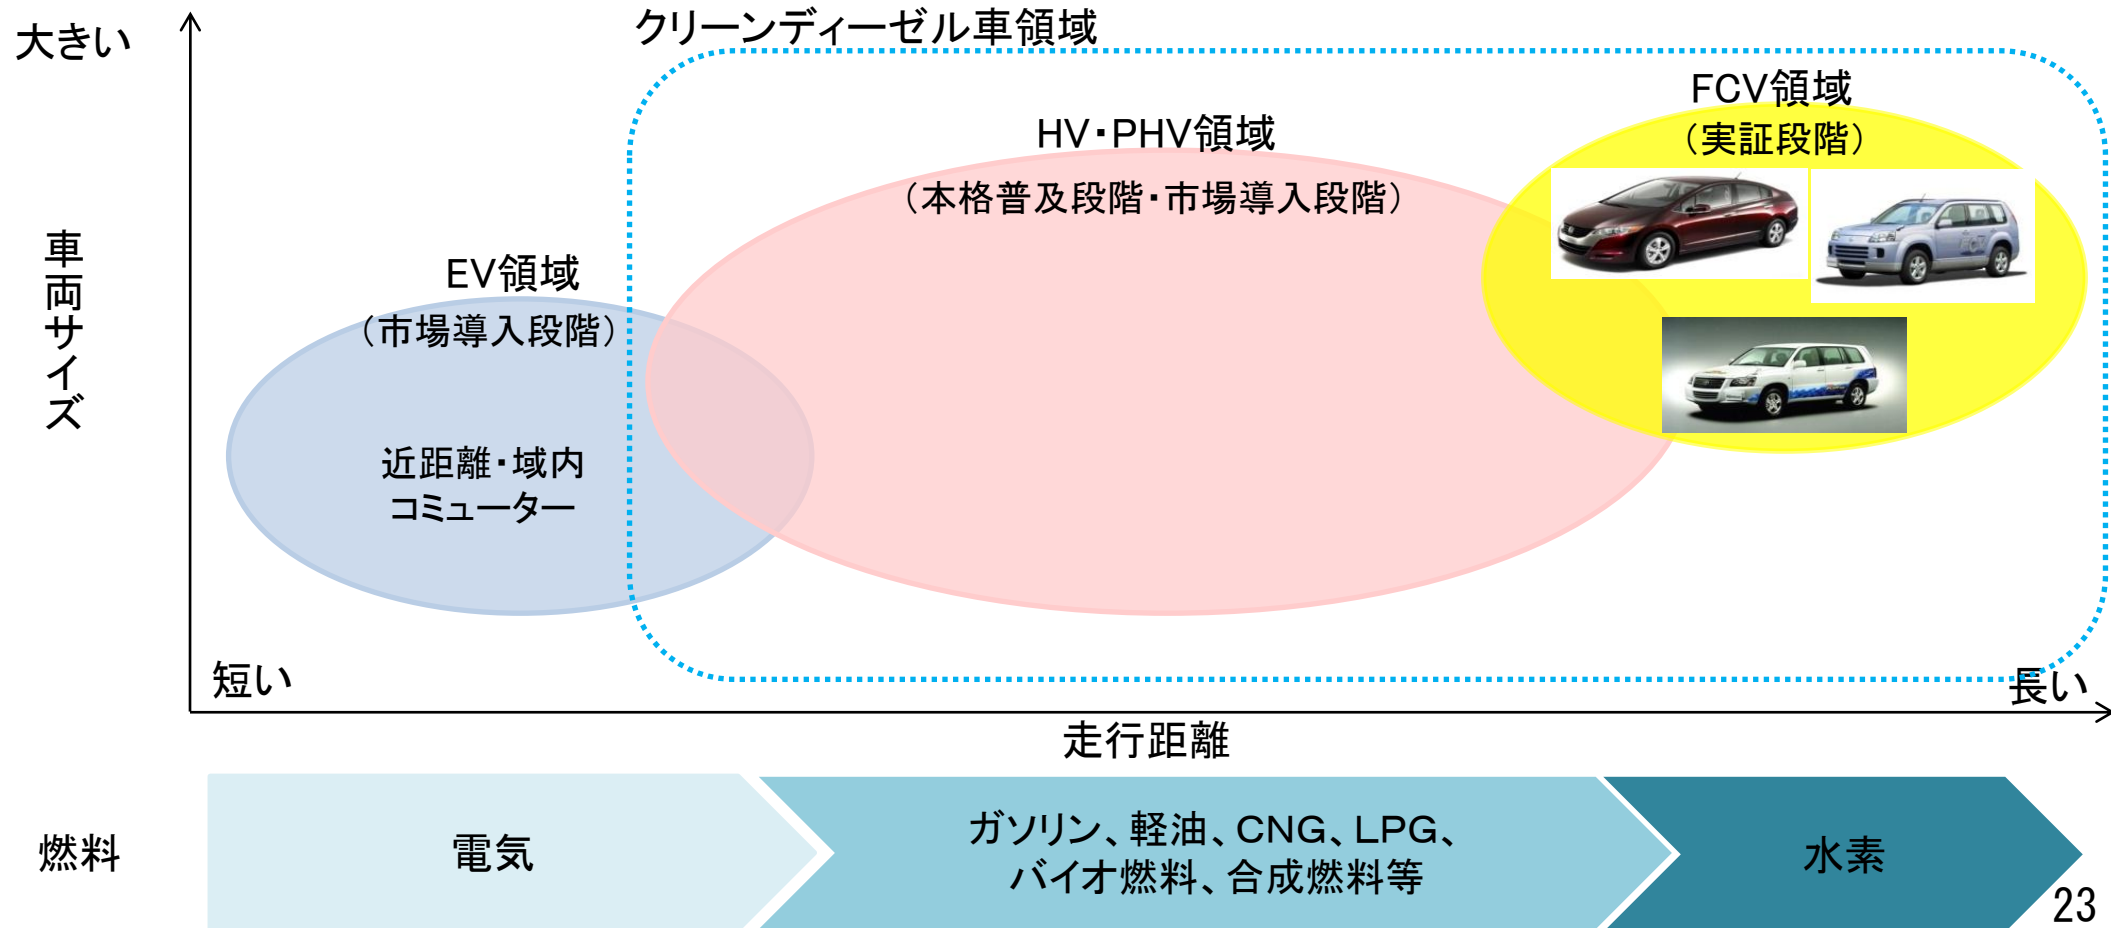 大きい
クリーンディーゼル車領域
FCV領域
（実証段階）
HV・PHV領域
（本格普及段階・市場導入段階）
EV領域
（市場導入段階）
車両サイズ
近距離・域内
コミューター
短い
長い
走行距離
燃料
電気
ガソリン、軽油、CNG、LPG、
バイオ燃料、合成燃料等
水素
23